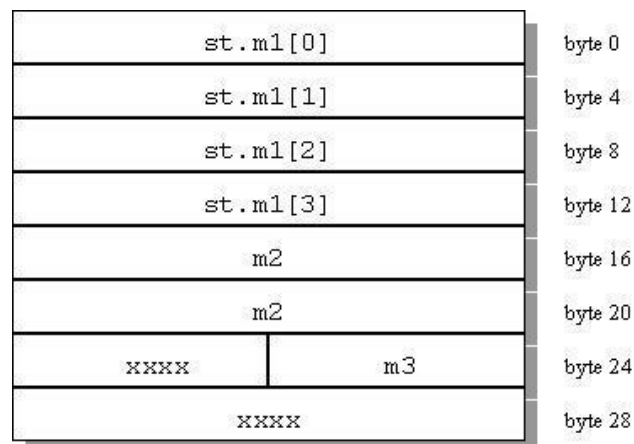 st.m1[0] byte 0
st.m1[1] byte 4
st.m1[2] byte 8
st.m1[3] byte 12
m2 byte 16
m2 byte 20
xxxx m3 byte 24
xxxx byte 28